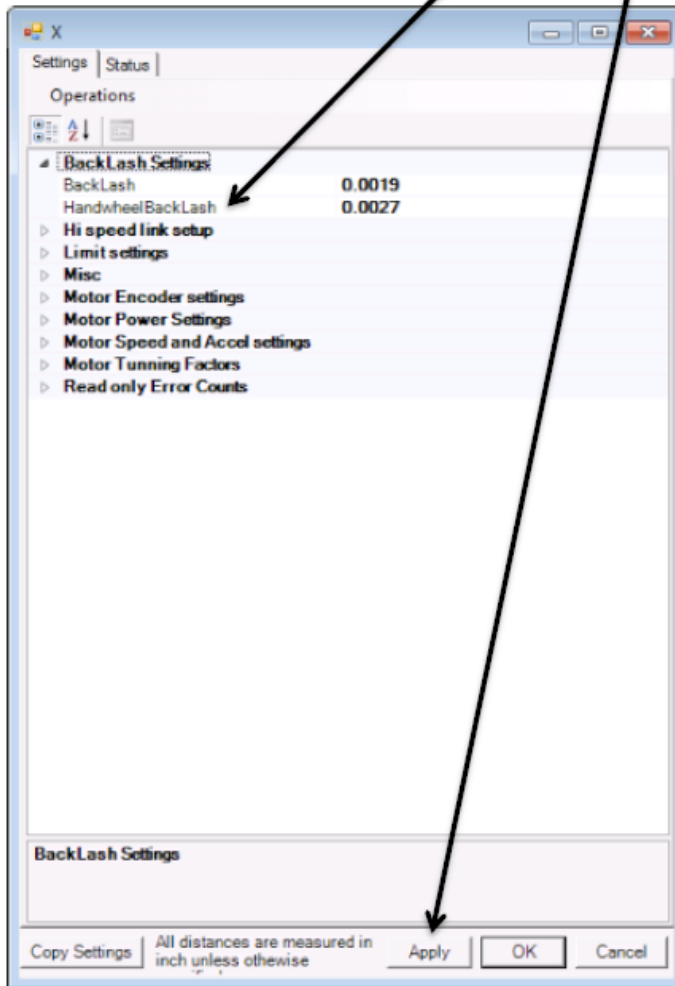 X
Settings Status
Operations
BackLash Settings
BackLash 0.0019
HandwheelBackLash 0.0027
Hi speed link setup
Limit settings
Misc
Motor Encoder settings
Motor Power Settings
Motor Speed and Accel settings
Motor Tunning Factors
Read only Error Counts
BackLash Settings
Copy Settings All distances are measured in
inch unless othewise
Apply OK Cancel